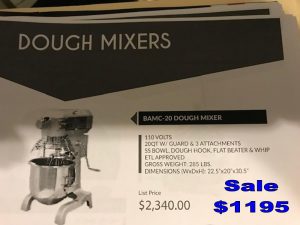 DOUGH MIXERS
BAMC-20 DOUGH MIXER
110 VOLTS
20QT W/ GUARD & 3 ATTACHMENTS
SS BOWL, DOUGH HOOK, FLAT BEATER & WHIP
ETL APPROVED
GROSS WEIGHT: 265 LBS.
DIMENSIONS (WxDxH): 22.5"x20"x30.5"
List Price
$2,340.00
Sale
$1195